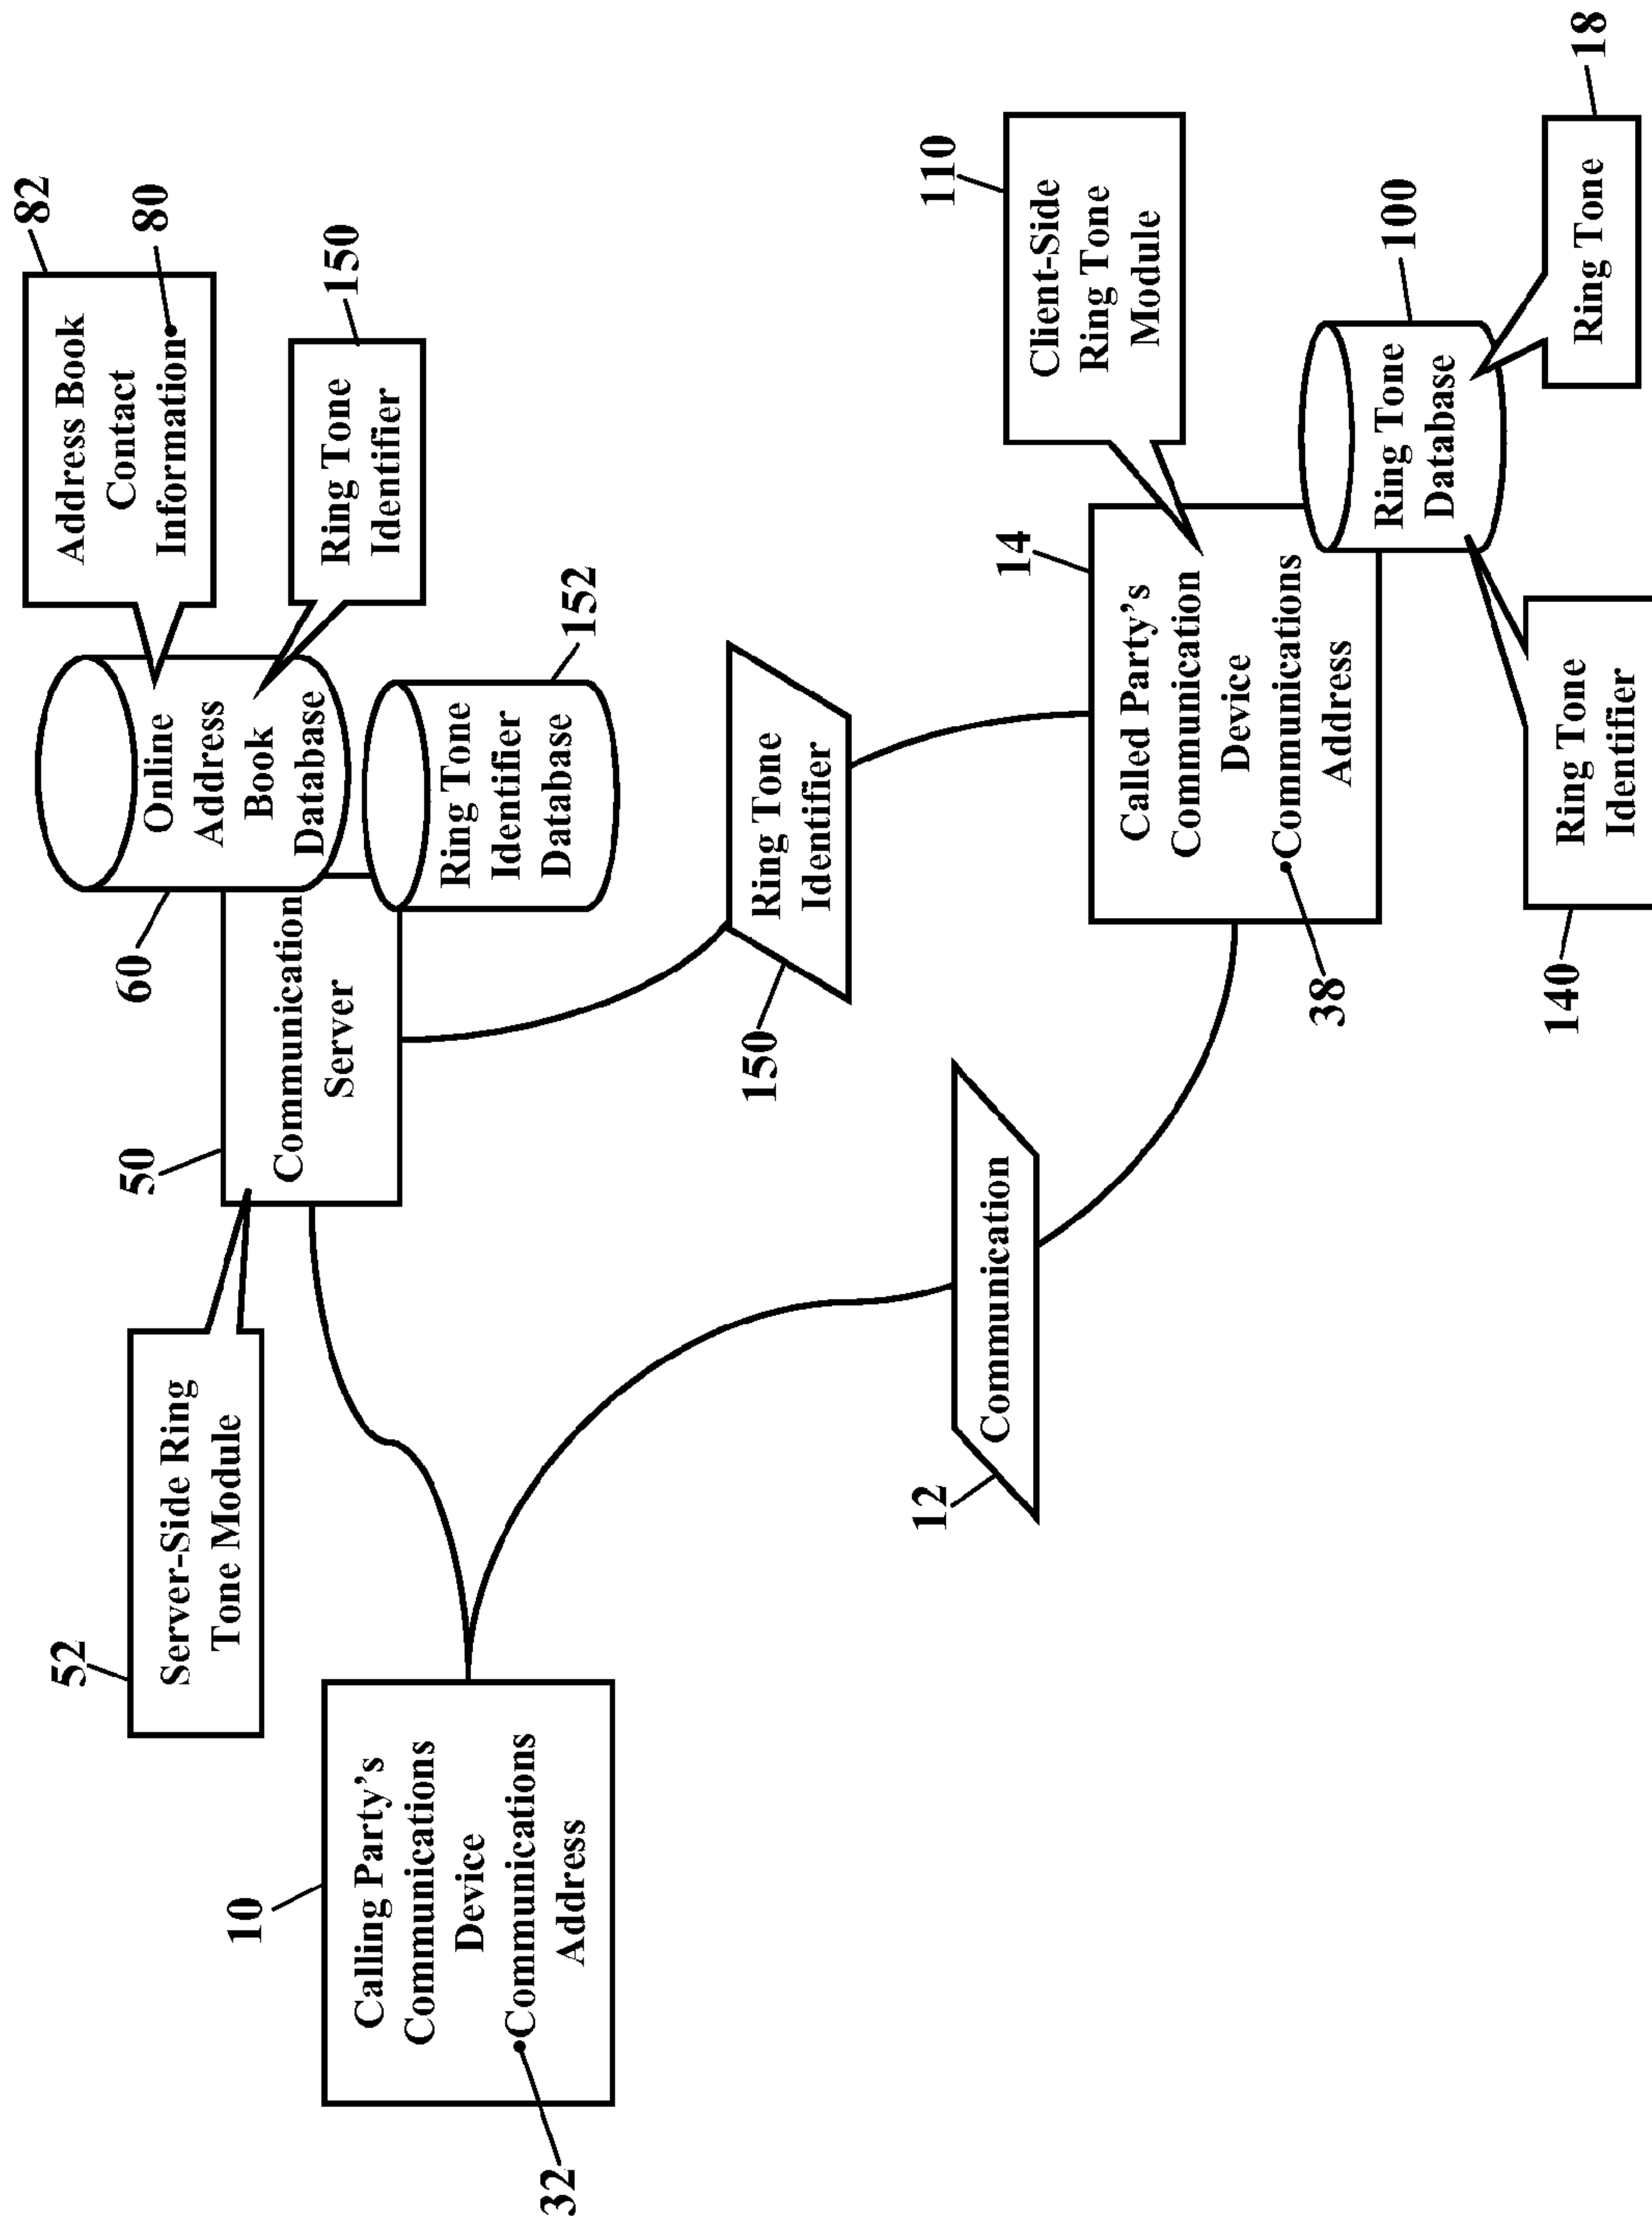 82
Address Book
Contact
Information
80
Online
Address
Book
Database
60
150
Ring Tone
Identifier
52
Server-Side Ring
Tone Module
50
Communication
Server
Ring Tone
Identifier
Database
152
10
Calling Party's
Communications
Device
Communications
Address
32
Ring Tone
Identifier
150
12
Communication
110
Client-Side
Ring Tone
Module
14
Called Party's
Communication
Device
Communications
Address
38
100
Ring Tone
Database
18
Ring Tone
140
Ring Tone
Identifier